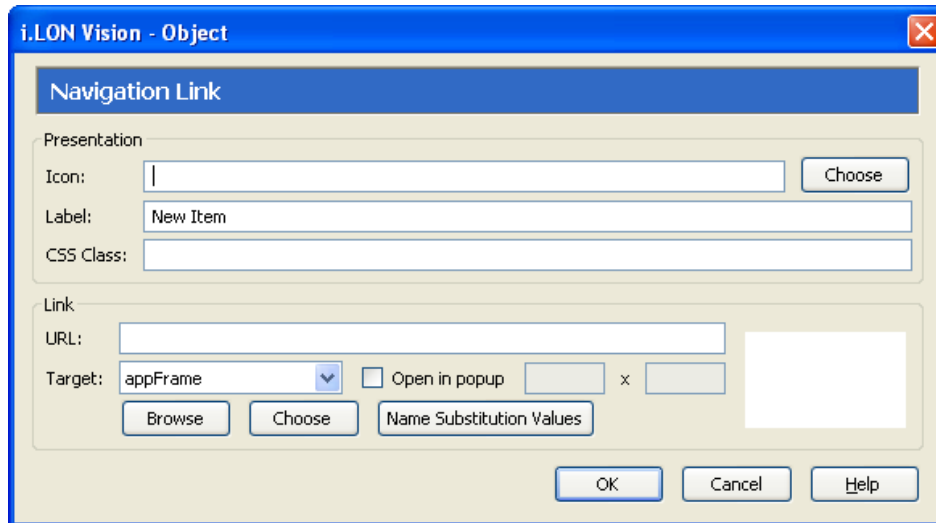 i.LON Vision - Object
Navigation Link
Presentation
Icon: Choose
Label: New Item
CSS Class:
Link
URL:
Target: appFrame Open in popup x
Browse Choose Name Substitution Values
OK Cancel Help